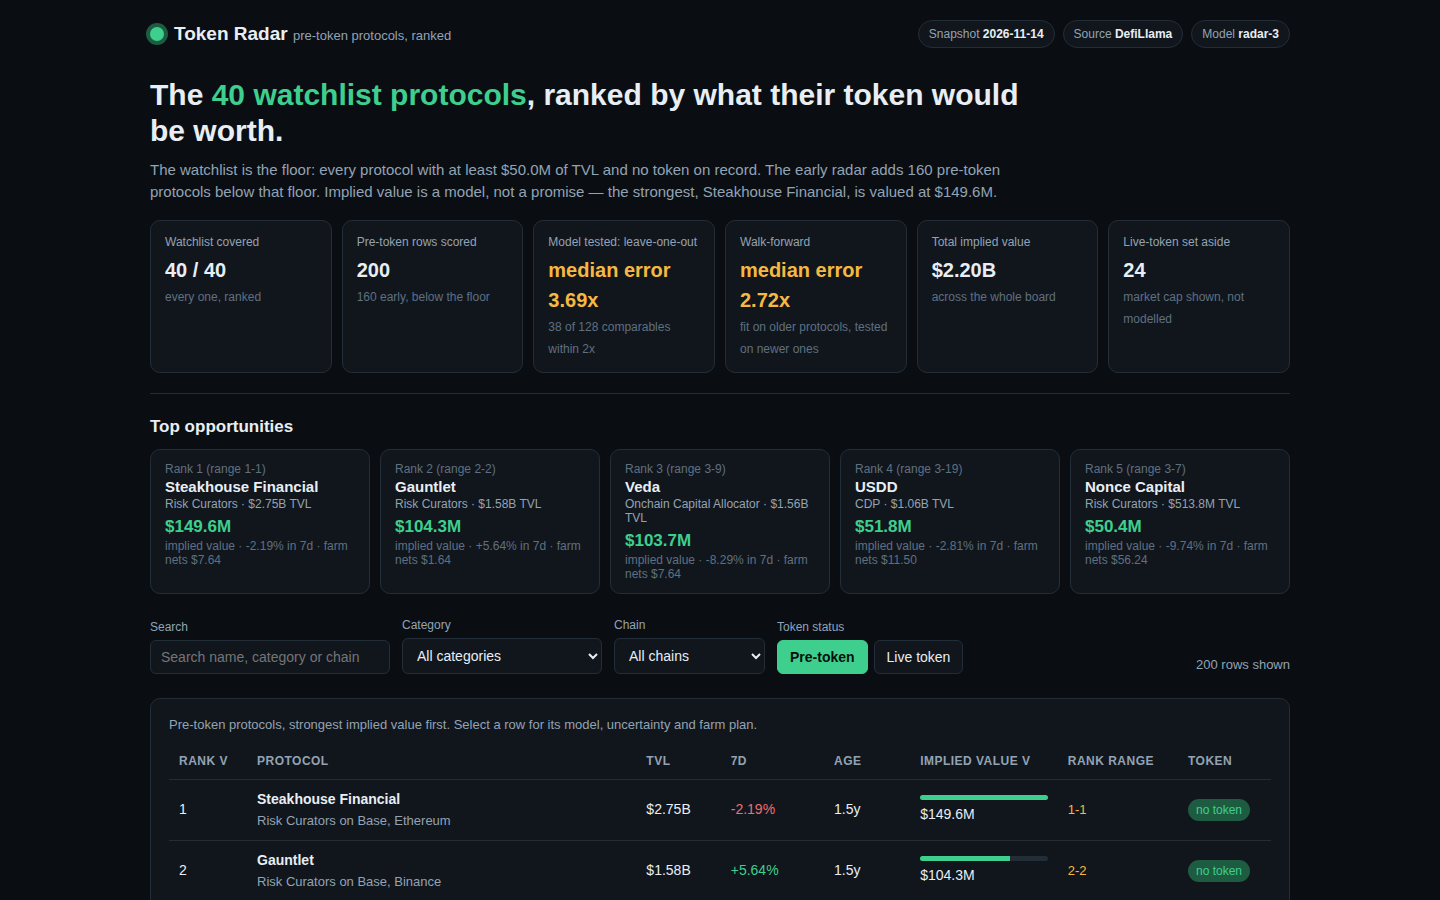 Token Radar pre-token protocols, ranked
Snapshot 2026-11-14
Source DefiLlama
Model radar-3
The 40 watchlist protocols, ranked by what their token would
be worth.
The watchlist is the floor: every protocol with at least $50.0M of TVL and no token on record. The early radar adds 160 pre-token
protocols below that floor. Implied value is a model, not a promise — the strongest, Steakhouse Financial, is valued at $149.6M.
Watchlist covered
40 / 40
every one, ranked
Pre-token rows scored
200
160 early, below the floor
Model tested: leave-one-out
median error
3.69x
38 of 128 comparables
within 2x
Walk-forward
median error
2.72x
fit on older protocols, tested
on newer ones
Total implied value
$2.20B
across the whole board
Live-token set aside
24
market cap shown, not
modelled
Top opportunities
Rank 1 (range 1-1)
Steakhouse Financial
Risk Curators · $2.75B TVL
$149.6M
implied value · -2.19% in 7d · farm
nets $7.64
Rank 2 (range 2-2)
Gauntlet
Risk Curators · $1.58B TVL
$104.3M
implied value · +5.64% in 7d · farm
nets $1.64
Rank 3 (range 3-9)
Veda
Onchain Capital Allocator · $1.56B
TVL
$103.7M
implied value · -8.29% in 7d · farm
nets $7.64
Rank 4 (range 3-19)
USDD
CDP · $1.06B TVL
$51.8M
implied value · -2.81% in 7d · farm
nets $11.50
Rank 5 (range 3-7)
Nonce Capital
Risk Curators · $513.8M TVL
$50.4M
implied value · -9.74% in 7d · farm
nets $56.24
Search
Search name, category or chain
Category
All categories
Chain
All chains
Token status
Pre-token
Live token
200 rows shown
Pre-token protocols, strongest implied value first. Select a row for its model, uncertainty and farm plan.
RANK V PROTOCOL TVL 7D AGE IMPLIED VALUE V RANK RANGE TOKEN
1 Steakhouse Financial $2.75B -2.19% 1.5y $149.6M 1-1 no token
Risk Curators on Base, Ethereum
2 Gauntlet $1.58B +5.64% 1.5y $104.3M 2-2 no token
Risk Curators on Base, Binance